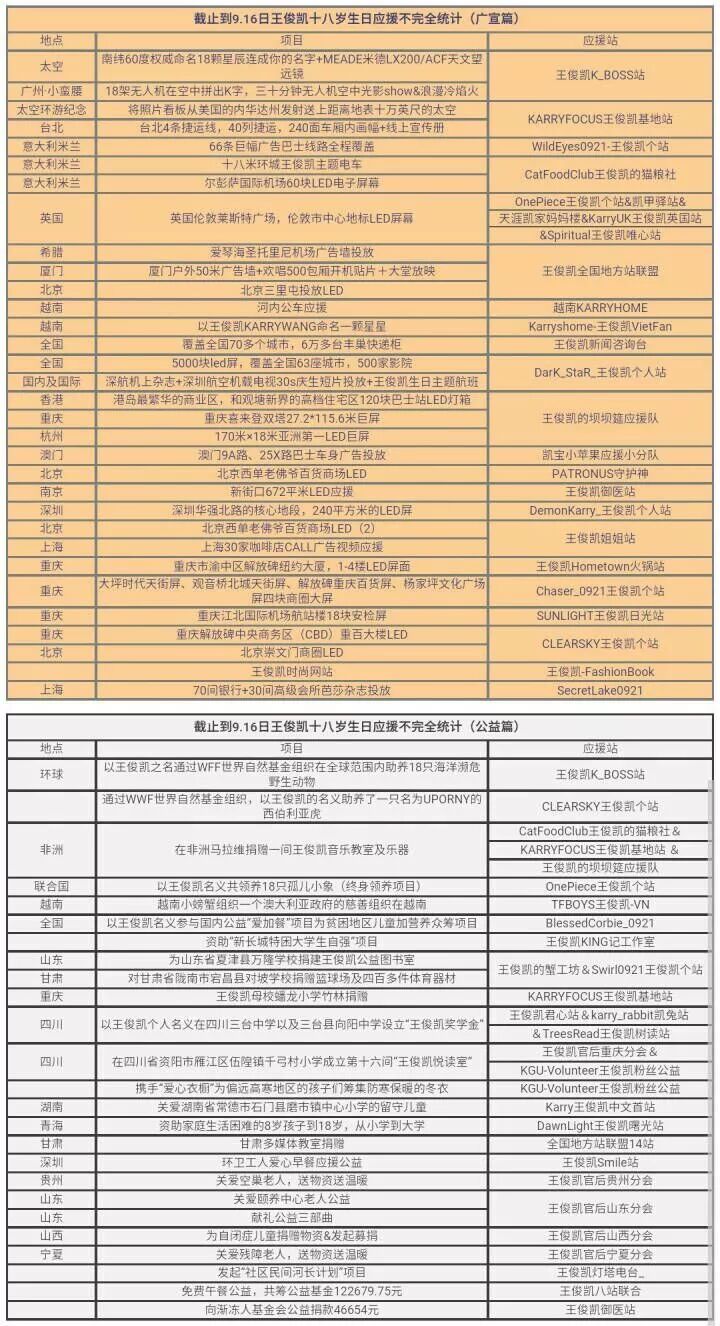 截止到9.16日王俊凯十八岁生日应援不完全统计（广宣篇）
地点 项目 应援站
太空 南纬60度权威命名18颗星辰连成你的名字+MEADE米德LX200/ACF天文望远镜 王俊凯K_BOSS站
广州·小蛮腰 18架无人机在空中拼出K字，三十分钟无人机空中光影show&浪漫冷焰火
太空环游纪念 将照片看板从美国的内华达州发射送上距离地表十万英尺的太空 KARRYFOCUS王俊凯基地站
台北 台北4条捷运线，40列捷运，240面车厢内画幅+线上宣传册
意大利米兰 66条巨幅广告巴士线路全程覆盖 WildEyes0921-王俊凯个站
意大利米兰 十八米环城王俊凯主题电车 CatFoodClub王俊凯的猫粮社
意大利米兰 尔彭萨国际机场60块LED电子屏幕
英国 英国伦敦莱斯特广场，伦敦市中心地标LED屏幕 OnePiece王俊凯个站&凯甲驿站&
天涯凯家妈妈楼&KarryUK王俊凯英国站
&Spiritual王俊凯唯心站
希腊 爱琴海圣托里尼机场广告墙投放 王俊凯全国地方站联盟
厦门 厦门户外50米广告墙+欢唱500包厢开机贴片＋大堂放映
北京 北京三里屯投放LED
越南 河内公车应援 越南KARRYHOME
越南 以王俊凯KARRYWANG命名一颗星星 Karryshome-王俊凯VietFan
全国 覆盖全国70多个城市，6万多台丰巢快递柜 王俊凯新闻咨询台
全国 5000块led屏，覆盖全国63座城市，500家影院 DarK_StaR_王俊凯个人站
国内及国际 深航机上杂志+深圳航空机载电视30s庆生短片投放+王俊凯生日主题航班
香港 港岛最繁华的商业区，和观塘新界的高档住宅区120块巴士站LED灯箱 王俊凯的坝坝筵应援队
重庆 重庆喜来登双塔27.2*115.6米巨屏
杭州 170米×18米亚洲第一LED巨屏
澳门 澳门9A路、25X路巴士车身广告投放 凯宝小苹果应援小分队
北京 北京西单老佛爷百货商场LED PATRONUS守护神
南京 新街口672平米LED应援 王俊凯御医站
深圳 深圳华强北路的核心地段，240平方米的LED屏 DemonKarry_王俊凯个人站
北京 北京西单老佛爷百货商场LED（2） 王俊凯姐姐站
上海 上海30家咖啡店CALL广告视频应援
重庆 重庆市渝中区解放碑纽约大厦，1-4楼LED屏面 王俊凯Hometown火锅站
重庆 大坪时代天街屏、观音桥北城天街屏、解放碑重庆百货屏、杨家坪文化广场屏四块商圈大屏 Chaser_0921王俊凯个站
重庆 重庆江北国际机场航站楼18块安检屏 SUNLIGHT王俊凯日光站
重庆 重庆解放碑中央商务区（CBD）重百大楼LED CLEARSKY王俊凯个站
北京 北京崇文门商圈LED
王俊凯时尚网站 王俊凯-FashionBook
上海 70间银行+30间高级会所芭莎杂志投放 SecretLake0921
截止到9.16日王俊凯十八岁生日应援不完全统计（公益篇）
地点 项目 应援站
环球 以王俊凯之名通过WFF世界自然基金组织在全球范围内助养18只海洋濒危野生动物 王俊凯K_BOSS站
通过WWF世界自然基金组织，以王俊凯的名义助养了一只名为UPORNY的西伯利亚虎 CLEARSKY王俊凯个站
非洲 在非洲马拉维捐赠一间王俊凯音乐教室及乐器 CatFoodClub王俊凯的猫粮社＆
KARRYFOCUS王俊凯基地站 ＆
王俊凯的坝坝筵应援队
联合国 以王俊凯名义共领养18只孤儿小象（终身领养项目） OnePiece王俊凯个站
越南 越南小螃蟹组织一个澳大利亚政府的慈善组织在越南 TFBOYS王俊凯-VN
全国 以王俊凯名义参与国内公益“爱加餐”项目为贫困地区儿童加营养众筹项目 BlessedCorbie_0921
资助“新长城特困大学生自强”项目 王俊凯KING记工作室
山东 为山东省夏津县万隆学校捐建王俊凯公益图书室 王俊凯的蟹工坊＆Swirl0921王俊凯个站
甘肃 对甘肃省陇南市宕昌县对坡学校捐赠篮球场及四百多件体育器材
重庆 王俊凯母校蟠龙小学竹林捐赠 KARRYFOCUS王俊凯基地站
四川 以王俊凯个人名义在四川三台中学以及三台县向阳中学设立“王俊凯奖学金” 王俊凯君心站＆karry_rabbit凯兔站
＆TreesRead王俊凯树读站
四川 在四川省资阳市雁江区伍隍镇千弓村小学成立第十六间“王俊凯悦读室” 王俊凯官后重庆分会＆
KGU-Volunteer王俊凯粉丝公益
携手“爱心衣橱”为偏远高寒地区的孩子们筹集防寒保暖的冬衣 KGU-Volunteer王俊凯粉丝公益
湖南 关爱湖南省常德市石门县磨市镇中心小学的留守儿童 Karry王俊凯中文首站
青海 资助家庭生活困难的8岁孩子到18岁，从小学到大学 DawnLight王俊凯曙光站
甘肃 甘肃多媒体教室捐赠 全国地方站联盟14站
深圳 环卫工人爱心早餐应援公益 王俊凯Smile站
贵州 关爱空巢老人，送物资送温暖 王俊凯官后贵州分会
山东 关爱颐养中心老人公益 王俊凯官后山东分会
山东 献礼公益三部曲
山西 为自闭症儿童捐赠物资&发起募捐 王俊凯官后山西分会
宁夏 关爱残障老人，送物资送温暖 王俊凯官后宁夏分会
发起“社区民间河长计划”项目 王俊凯灯塔电台_
免费午餐公益，共筹公益基金122679.75元 王俊凯八站联合
向渐冻人基金会公益捐款46654元 王俊凯御医站